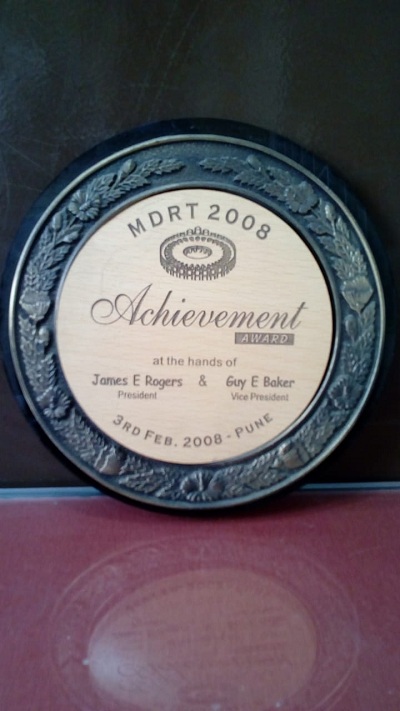 MDRT 2008
Achievement
AWARD
at the hands of
James E Rogers & Guy E Baker
President Vice President
3RD FEB. 2008 - PUNE